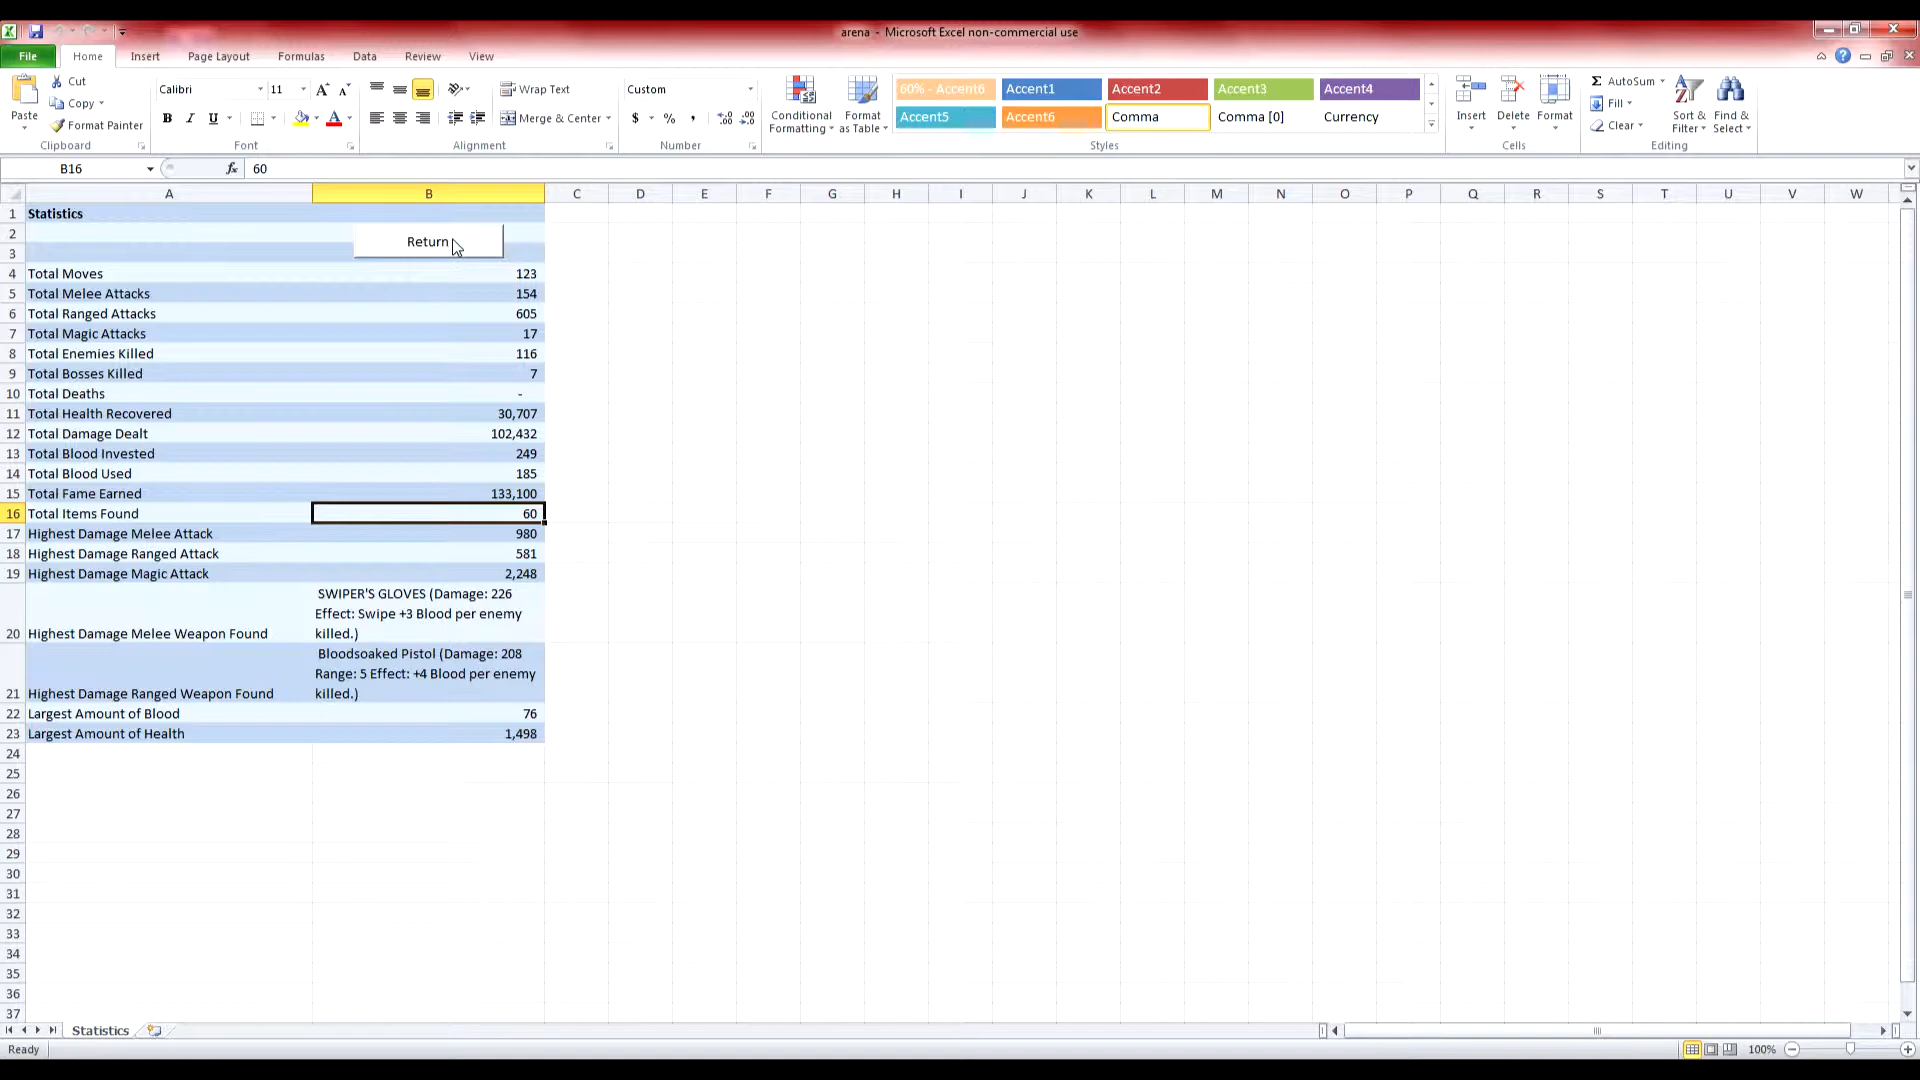 arena - Microsoft Excel non-commercial use
File Home Insert Page Layout Formulas Data Review View
Paste
Cut
Copy
Format Painter
Clipboard
Calibri 11
B I U
Font
Wrap Text
Merge & Center
Alignment
Custom
$ % ,
Number
Conditional Formatting
Format as Table
60% - Accent6 Accent1 Accent2 Accent3 Accent4
Accent5 Accent6 Comma Comma [0] Currency
Styles
Insert Delete Format
Cells
Σ AutoSum
Fill
Clear
Sort & Filter
Find & Select
Editing
B16 fx 60
A B C D E F G H I J K L M N O P Q R S T U V W
1 Statistics
2 Return
3
4 Total Moves 123
5 Total Melee Attacks 154
6 Total Ranged Attacks 605
7 Total Magic Attacks 17
8 Total Enemies Killed 116
9 Total Bosses Killed 7
10 Total Deaths -
11 Total Health Recovered 30,707
12 Total Damage Dealt 102,432
13 Total Blood Invested 249
14 Total Blood Used 185
15 Total Fame Earned 133,100
16 Total Items Found 60
17 Highest Damage Melee Attack 980
18 Highest Damage Ranged Attack 581
19 Highest Damage Magic Attack 2,248
SWIPER'S GLOVES (Damage: 226
Effect: Swipe +3 Blood per enemy
20 Highest Damage Melee Weapon Found killed.)
Bloodsoaked Pistol (Damage: 208
Range: 5 Effect: +4 Blood per enemy
21 Highest Damage Ranged Weapon Found killed.)
22 Largest Amount of Blood 76
23 Largest Amount of Health 1,498
24
25
26
27
28
29
30
31
32
33
34
35
36
37
Statistics
Ready 100%